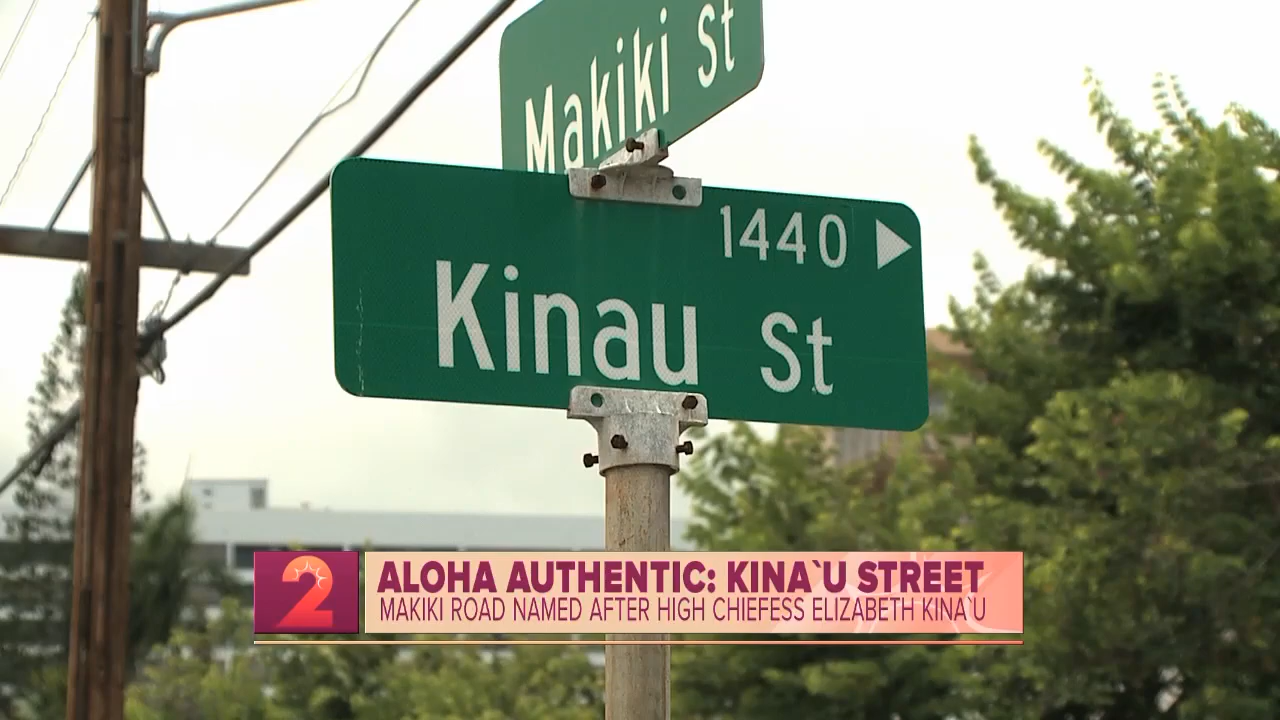 Makiki St
1440
Kinau St
2
ALOHA AUTHENTIC: KINA`U STREET
MAKIKI ROAD NAMED AFTER HIGH CHIEFESS ELIZABETH KINA`U